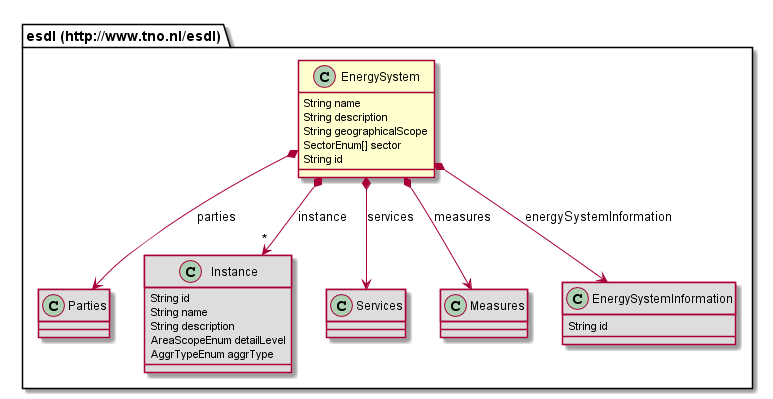 esdl (http://www.tno.nl/esdl)
C EnergySystem
String name
String description
String geographicalScope
SectorEnum[] sector
String id
parties
instance
services
measures
energySystemInformation
*
C Parties
C Instance
String id
String name
String description
AreaScopeEnum detailLevel
AggrTypeEnum aggrType
C Services
C Measures
C EnergySystemInformation
String id